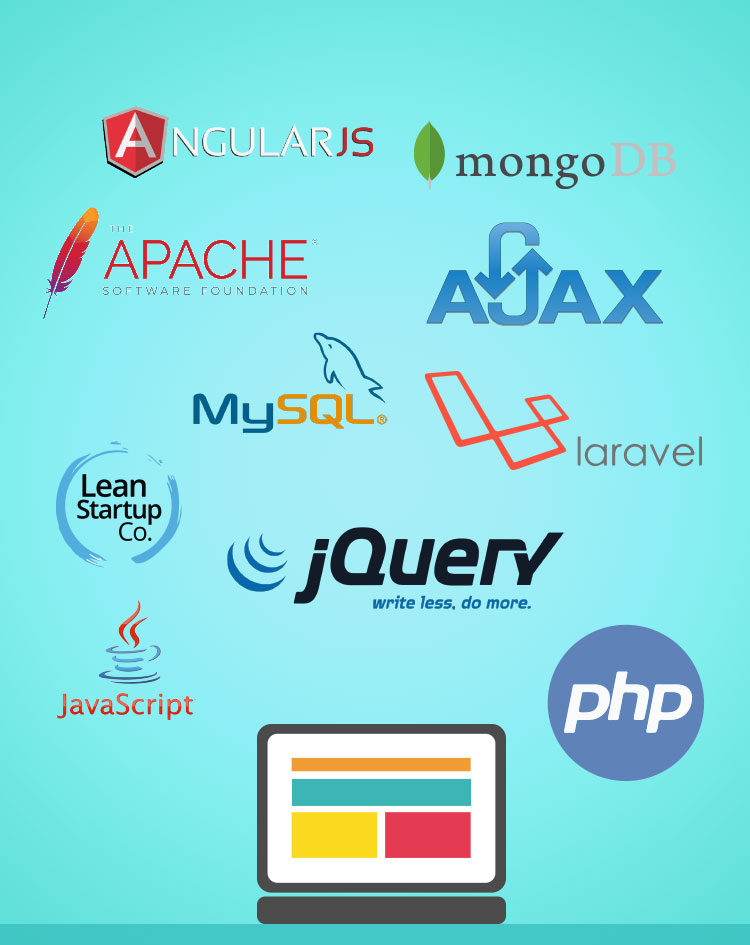 ANGULARJS
mongoDB
THE
APACHE
SOFTWARE FOUNDATION
AJAX
MySQL®
laravel
Lean
Startup
Co.
jQuery
write less, do more.
JavaScript
php